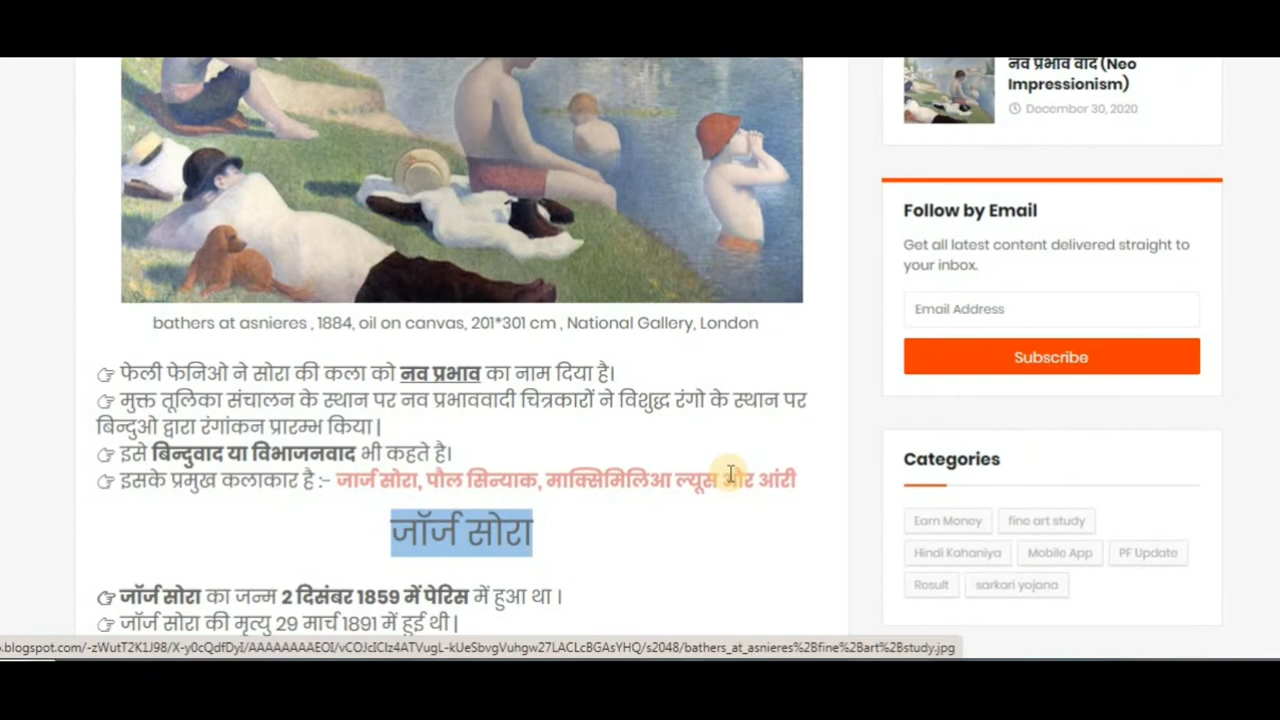 नव प्रभाव वाद (Neo
Impressionism)
December 30, 2020
Follow by Email
Get all latest content delivered straight to
your inbox.
Email Address
Subscribe
bathers at asnieres , 1884, oil on canvas, 201*301 cm , National Gallery, London
फेली फेनिओ ने सोरा की कला को नव प्रभाव का नाम दिया है।
मुक्त तूलिका संचालन के स्थान पर नव प्रभाववादी चित्रकारों ने विशुद्ध रंगो के स्थान पर
बिन्दुओ द्वारा रंगांकन प्रारम्भ किया |
इसे बिन्दुवाद या विभाजनवाद भी कहते है।
इसके प्रमुख कलाकार है :- जार्ज सोरा, पौल सिन्याक, माक्सिमिलिआ ल्यूस और आंरी
जॉर्ज सोरा
जॉर्ज सोरा का जन्म 2 दिसंबर 1859 में पेरिस में हुआ था ।
जॉर्ज सोरा की मृत्यु 29 मार्च 1891 में हुई थी |
Categories
Earn Money
fine art study
Hindi Kahaniya
Mobile App
PF Update
Result
sarkari yojana